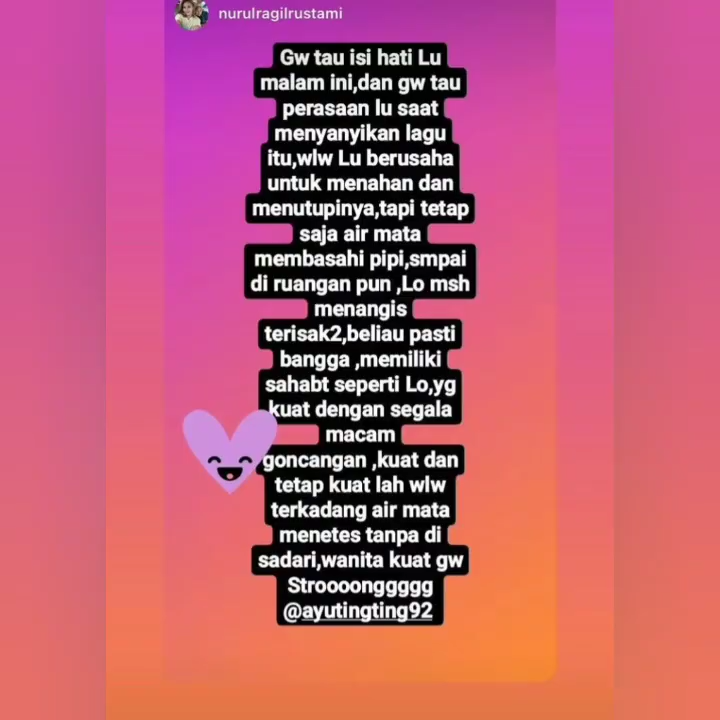 nurulragilrustami
Gw tau isi hati Lu
malam ini,dan gw tau
perasaan lu saat
menyanyikan lagu
itu,wlw Lu berusaha
untuk menahan dan
menutupinya,tapi tetap
saja air mata
membasahi pipi,smpai
di ruangan pun ,Lo msh
menangis
terisak2,beliau pasti
bangga ,memiliki
sahabt seperti Lo,yg
kuat dengan segala
macam
goncangan ,kuat dan
tetap kuat lah wlw
terkadang air mata
menetes tanpa di
sadari,wanita kuat gw
Stroooonggggg
@ayutingting92